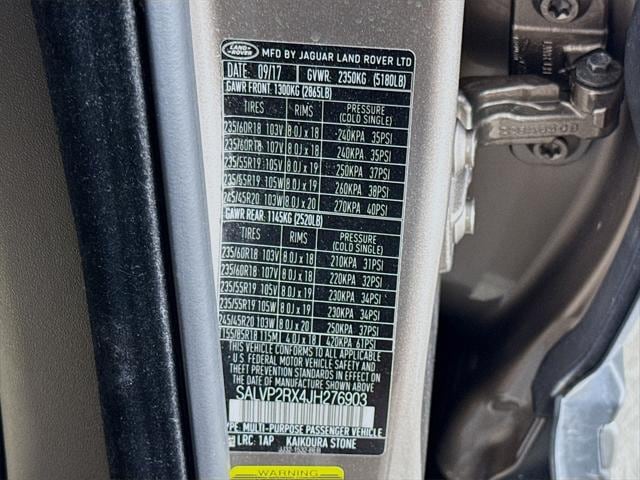 LAND ROVER MFD BY JAGUAR LAND ROVER LTD
DATE: 09/17 GVWR: 2350KG (5180LB)
GAWR FRONT: 1300KG (2865LB)
TIRES RIMS PRESSURE (COLD SINGLE)
235/60R18 103V 8.0J x 18 240KPA 35PSI
235/60R18 107V 8.0J x 18 240KPA 35PSI
235/55R19 105V 8.0J x 19 250KPA 37PSI
235/55R19 105W 8.0J x 19 260KPA 38PSI
245/45R20 103W 8.0J x 20 270KPA 40PSI
GAWR REAR: 1145KG (2520LB)
TIRES RIMS PRESSURE (COLD SINGLE)
235/60R18 103V 8.0J x 18 210KPA 31PSI
235/60R18 107V 8.0J x 18 220KPA 32PSI
235/55R19 105V 8.0J x 19 230KPA 34PSI
235/55R19 105W 8.0J x 19 230KPA 34PSI
245/45R20 103W 8.0J x 20 250KPA 37PSI
T155/85R18 115M 4.0J x 18 420KPA 61PSI
THIS VEHICLE CONFORMS TO ALL APPLICABLE
U.S FEDERAL MOTOR VEHICLE SAFETY
STANDARDS IN EFFECT ON THE DATE OF
MANUFACTURE SHOWN ABOVE
SALVP2RX4JH276903
TYPE: MULTI-PURPOSE PASSENGER VEHICLE
LRC: 1AP KAIKOURA STONE
WARNING